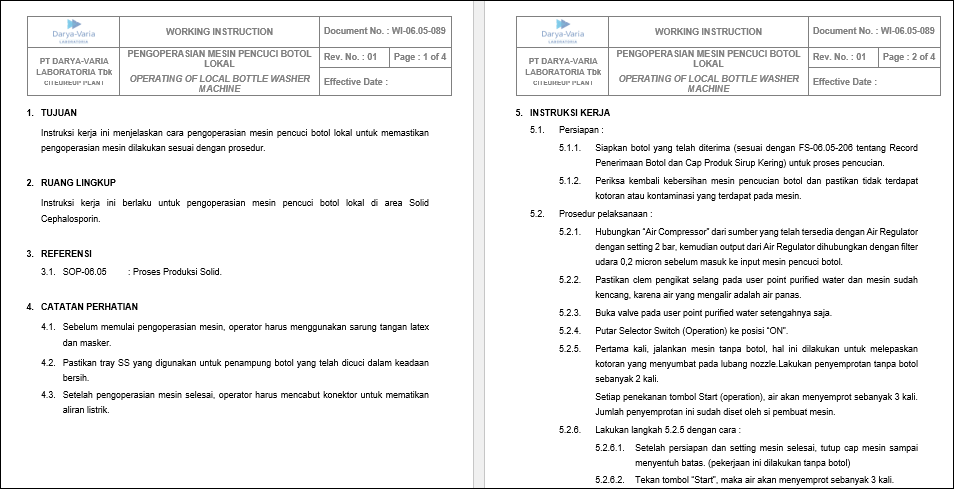 Darya-Varia
LABORATORIA
WORKING INSTRUCTION
Document No. : WI-06.05-089
PT DARYA-VARIA
LABORATORIA Tbk
CITEUREUP PLANT
PENGOPERASIAN MESIN PENCUCI BOTOL
LOKAL
OPERATING OF LOCAL BOTTLE WASHER
MACHINE
Rev. No. : 01
Page : 1 of 4
Effective Date :
1. TUJUAN
Instruksi kerja ini menjelaskan cara pengoperasian mesin pencuci botol lokal untuk memastikan
pengoperasian mesin dilakukan sesuai dengan prosedur.
2. RUANG LINGKUP
Instruksi kerja ini berlaku untuk pengoperasian mesin pencuci botol lokal di area Solid
Cephalosporin.
3. REFERENSI
3.1. SOP-06.05 : Proses Produksi Solid.
4. CATATAN PERHATIAN
4.1. Sebelum memulai pengoperasian mesin, operator harus menggunakan sarung tangan latex
dan masker.
4.2. Pastikan tray SS yang digunakan untuk penampung botol yang telah dicuci dalam keadaan
bersih.
4.3. Setelah pengoperasian mesin selesai, operator harus mencabut konektor untuk mematikan
aliran listrik.
Darya-Varia
LABORATORIA
WORKING INSTRUCTION
Document No. : WI-06.05-089
PT DARYA-VARIA
LABORATORIA Tbk
CITEUREUP PLANT
PENGOPERASIAN MESIN PENCUCI BOTOL
LOKAL
OPERATING OF LOCAL BOTTLE WASHER
MACHINE
Rev. No. : 01
Page : 2 of 4
Effective Date :
5. INSTRUKSI KERJA
5.1. Persiapan :
5.1.1. Siapkan botol yang telah diterima (sesuai dengan FS-06.05-206 tentang Record
Penerimaan Botol dan Cap Produk Sirup Kering) untuk proses pencucian.
5.1.2. Periksa kembali kebersihan mesin pencucian botol dan pastikan tidak terdapat
kotoran atau kontaminasi yang terdapat pada mesin.
5.2. Prosedur pelaksanaan :
5.2.1. Hubungkan “Air Compressor” dari sumber yang telah tersedia dengan Air Regulator
dengan setting 2 bar, kemudian output dari Air Regulator dihubungkan dengan filter
udara 0,2 micron sebelum masuk ke input mesin pencuci botol.
5.2.2. Pastikan clem pengikat selang pada user point purified water dan mesin sudah
kencang, karena air yang mengalir adalah air panas.
5.2.3. Buka valve pada user point purified water setengahnya saja.
5.2.4. Putar Selector Switch (Operation) ke posisi “ON”.
5.2.5. Pertama kali, jalankan mesin tanpa botol, hal ini dilakukan untuk melepaskan
kotoran yang menyumbat pada lubang nozzle.Lakukan penyemprotan tanpa botol
sebanyak 2 kali.
Setiap penekanan tombol Start (operation), air akan menyemprot sebanyak 3 kali.
Jumlah penyemprotan ini sudah diset oleh si pembuat mesin.
5.2.6. Lakukan langkah 5.2.5 dengan cara :
5.2.6.1. Setelah persiapan dan setting mesin selesai, tutup cap mesin sampai
menyentuh batas. (pekerjaan ini dilakukan tanpa botol)
5.2.6.2. Tekan tombol “Start”, maka air akan menyemprot sebanyak 3 kali.